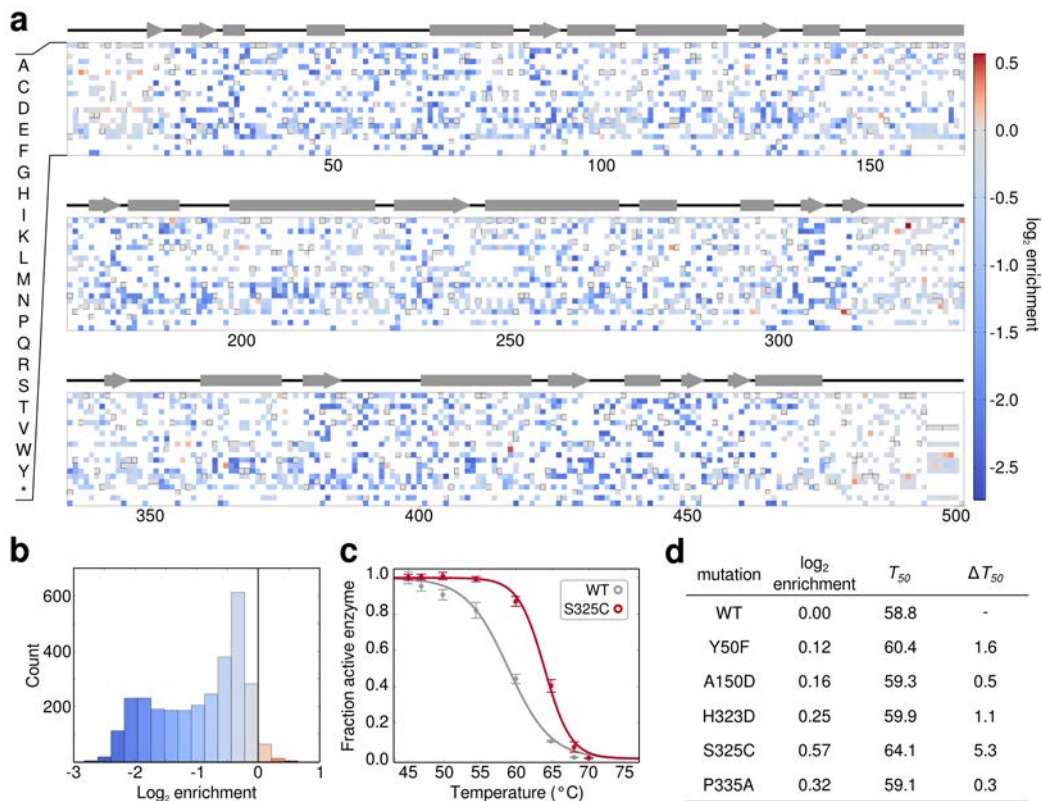 a
A
C
D
E
F
G
H
I
K
L
M
N
P
Q
R
S
T
V
W
Y
*
50 100 150
200 250 300
350 400 450 500
0.5
0.0
-0.5
-1.0
-1.5
-2.0
-2.5
log₂ enrichment
b
Count
600
400
200
-3 -2 -1 0 1
Log₂ enrichment
c
Fraction active enzyme
1.0
0.8
0.6
0.4
0.2
0.0
WT
S325C
45 50 55 60 65 70 75
Temperature (°C)
d
mutation log₂ enrichment T₅₀ ΔT₅₀
WT 0.00 58.8 -
Y50F 0.12 60.4 1.6
A150D 0.16 59.3 0.5
H323D 0.25 59.9 1.1
S325C 0.57 64.1 5.3
P335A 0.32 59.1 0.3